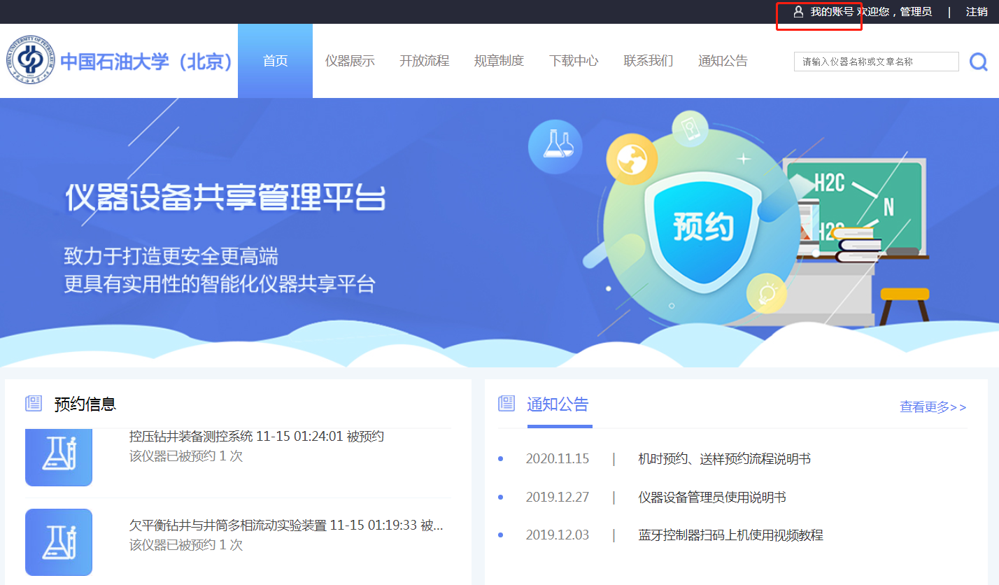 我的账号 欢迎您，管理员 | 注销
中国石油大学（北京）
首页 仪器展示 开放流程 规章制度 下载中心 联系我们 通知公告
请输入仪器名称或文章名称
仪器设备共享管理平台
致力于打造更安全更高端
更具有实用性的智能化仪器共享平台
预约
H2C
N
预约信息
控压钻井装备测控系统 11-15 01:24:01 被预约
该仪器已被预约 1 次
欠平衡钻井与井筒多相流动实验装置 11-15 01:19:33 被...
该仪器已被预约 1 次
通知公告
查看更多>>
2020.11.15 | 机时预约、送样预约流程说明书
2019.12.27 | 仪器设备管理员使用说明书
2019.12.03 | 蓝牙控制器扫码上机使用视频教程